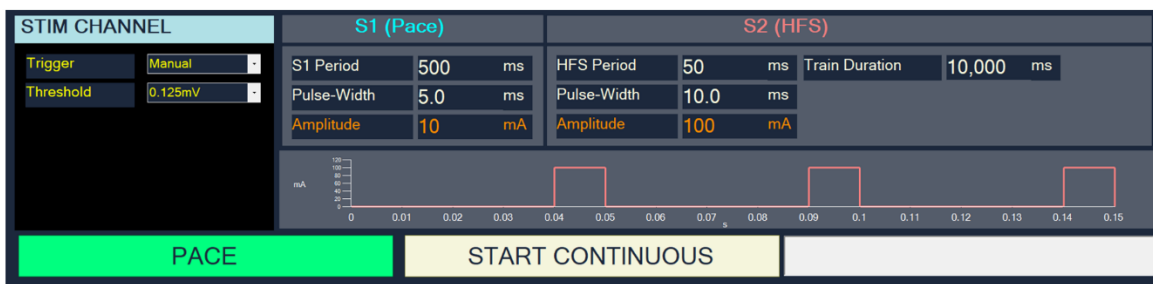 STIM CHANNEL S1 (Pace) S2 (HFS)
Trigger Manual S1 Period 500 ms HFS Period 50 ms Train Duration 10,000 ms
Threshold 0.125mV Pulse-Width 5.0 ms Pulse-Width 10.0 ms
Amplitude 10 mA Amplitude 100 mA
120
100
80
mA 60
40
20
0
0 0.01 0.02 0.03 0.04 0.05 0.06 0.07 0.08 0.09 0.1 0.11 0.12 0.13 0.14 0.15
s
PACE START CONTINUOUS